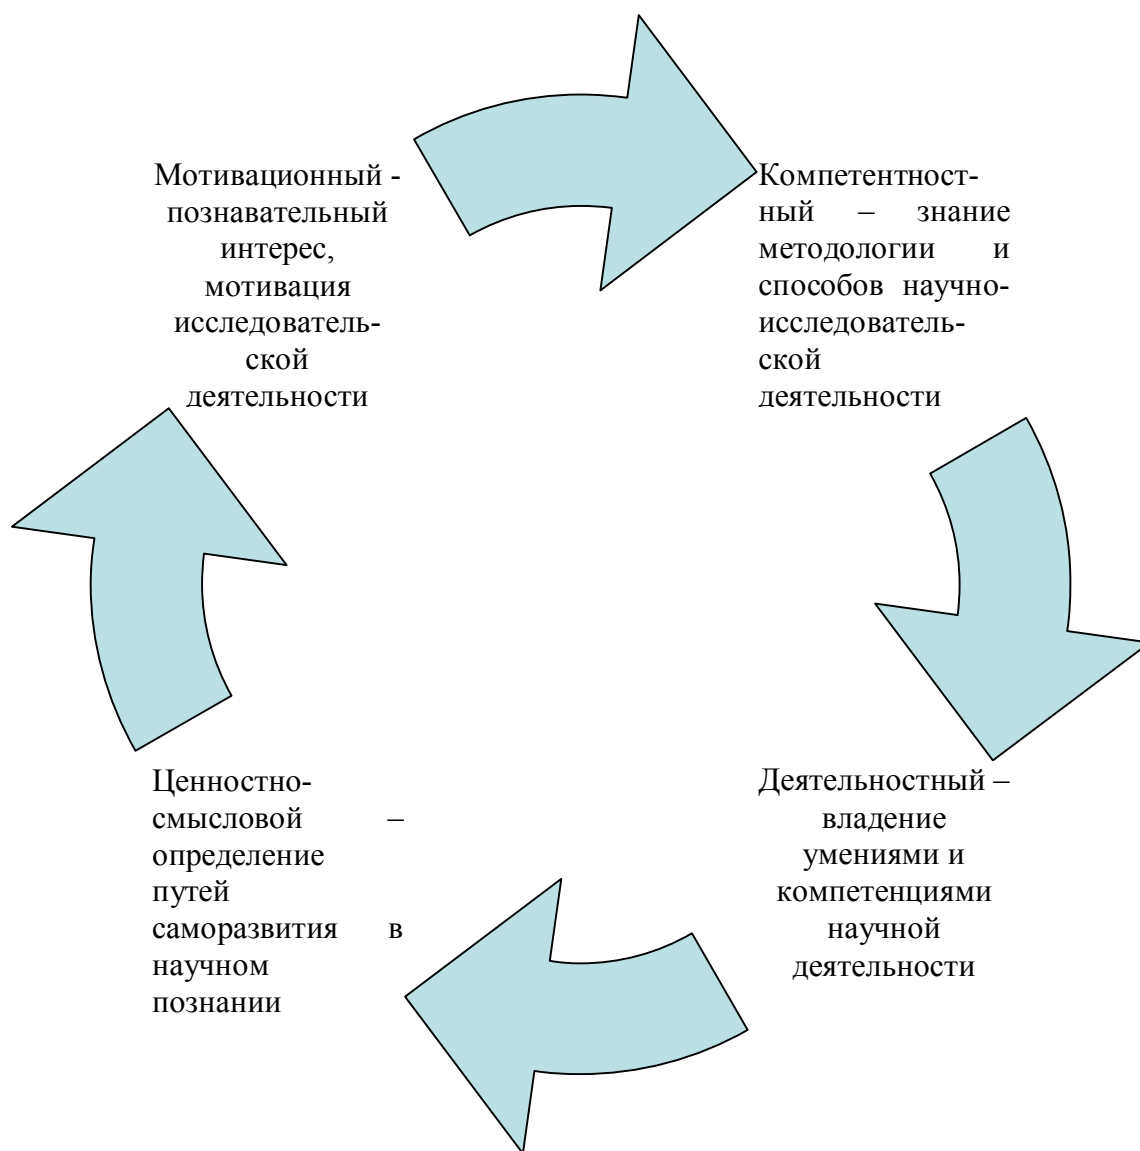 Мотивационный -
познавательный
интерес,
мотивация
исследователь-
ской
деятельности
Компетентност-
ный – знание
методологии и
способов научно-
исследователь-
ской
деятельности
Ценностно-
смысловой –
определение
путей
саморазвития в
научном
познании
Деятельностный –
владение
умениями и
компетенциями
научной
деятельности